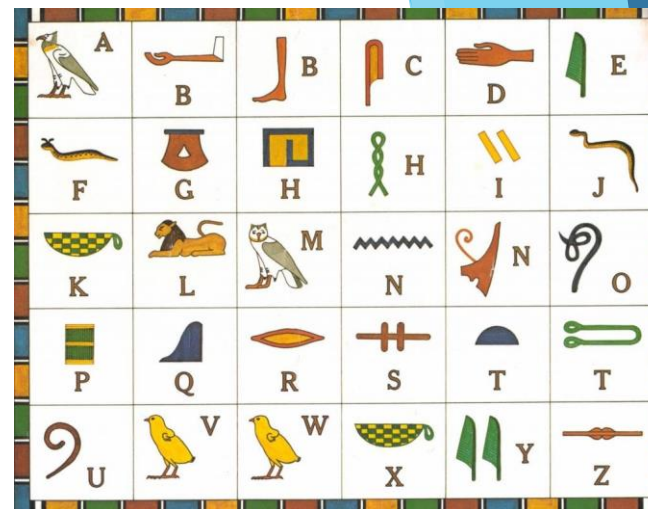 A B B C D E
F G H H I J
K L M N N O
P Q R S T T
U V W X Y Z